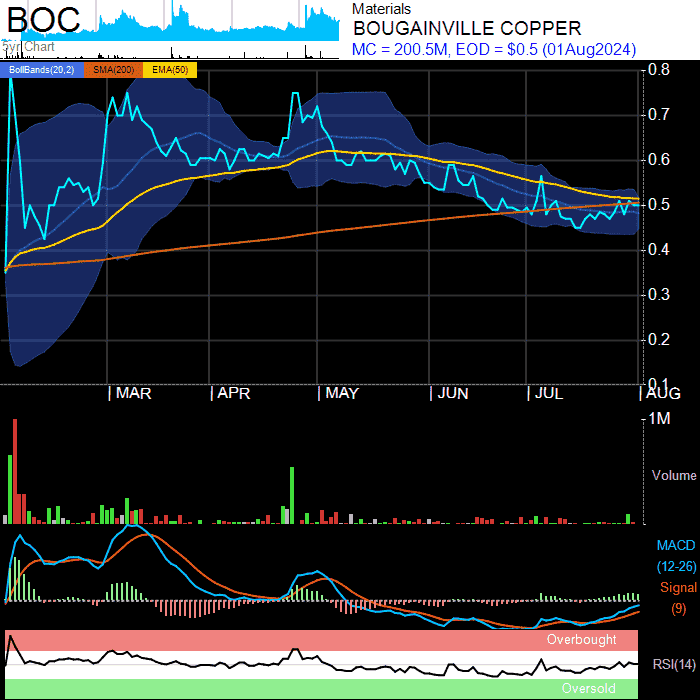 BOC
5yr Chart
Materials
BOUGAINVILLE COPPER
MC = 200.5M, EOD = $0.5 (01Aug2024)
BollBands(20,2) SMA(200) EMA(50)
0.8
0.7
0.6
0.5
0.4
0.3
0.2
0.1
MAR APR MAY JUN JUL AUG
1M
Volume
MACD
(12-26)
Signal
(9)
Overbought
RSI(14)
Oversold